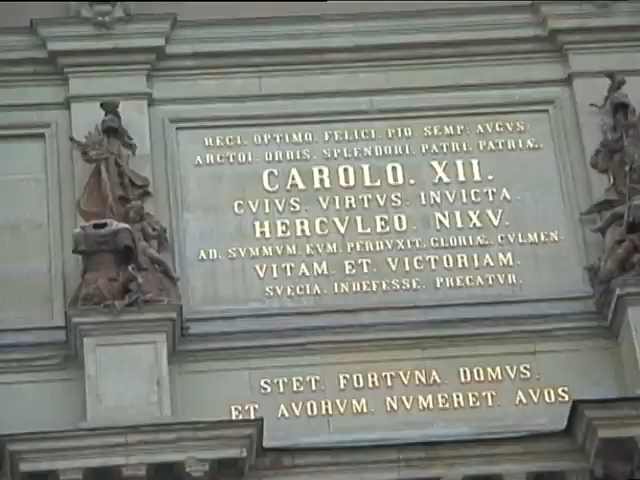 REGI. OPTIMO. FELICI. PIO. SEMP: AVGVS
ARCTOI. ORBIS. SPLENDORI. PATRI. PATRIÆ.
CAROLO. XII.
CVIVS. VIRTVS. INVICTA.
HERCVLEO. NIXV.
AD. SVMMVM. EVM. PERDVXIT. GLORIÆ. CVLMEN.
VITAM. ET. VICTORIAM.
SVECIA. INDEFESSE. PRECATVR.
STET. FORTVNA. DOMVS.
ET. AVORVM. NVMERET. AVOS